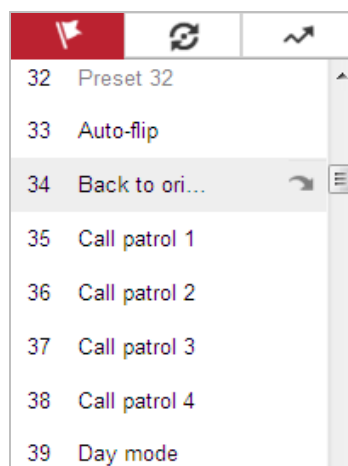 32 Preset 32
33 Auto-flip
34 Back to ori...
35 Call patrol 1
36 Call patrol 2
37 Call patrol 3
38 Call patrol 4
39 Day mode